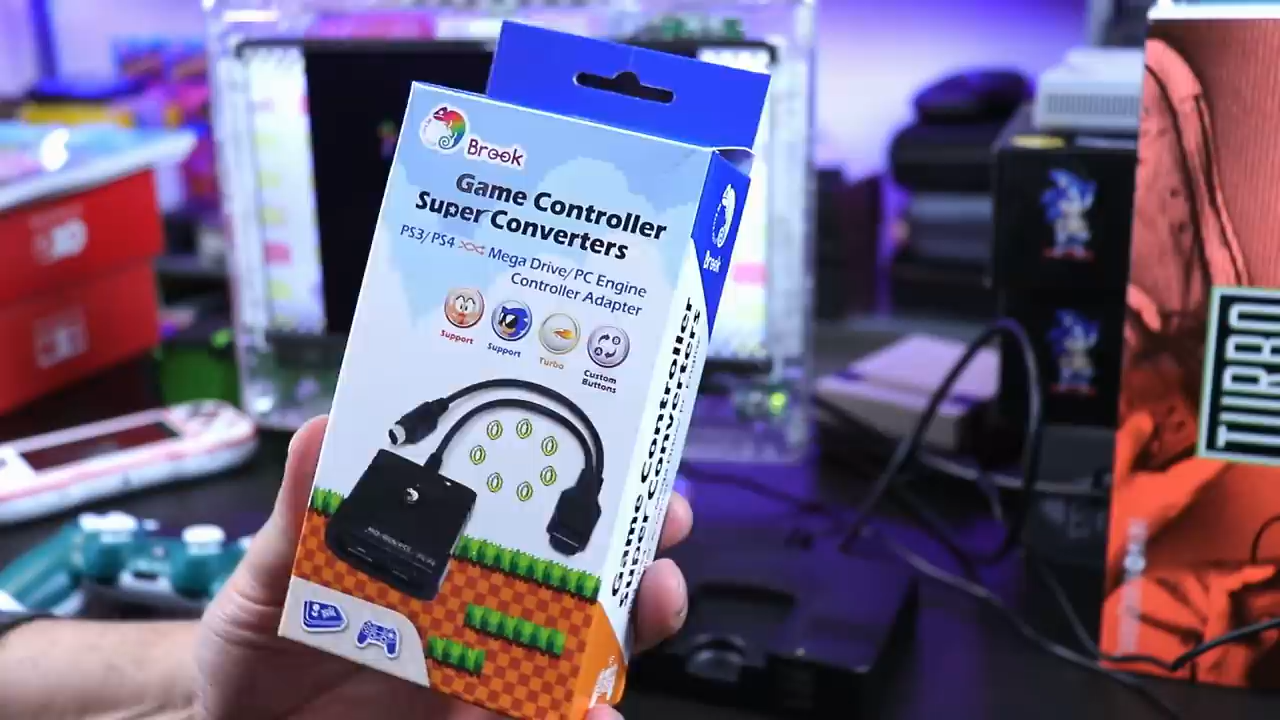 Brook
Game Controller
Super Converters
PS3/PS4 Mega Drive/PC Engine
Controller Adapter
Support
Support
Turbo
Custom
Buttons
Brook
Game Controller
Super Converters
TURBO